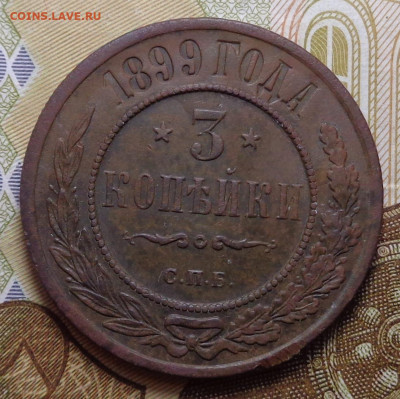 COINS.LAVE.RU
1899 ГОДА
3
КОПѢЙКИ
С.П.Б.